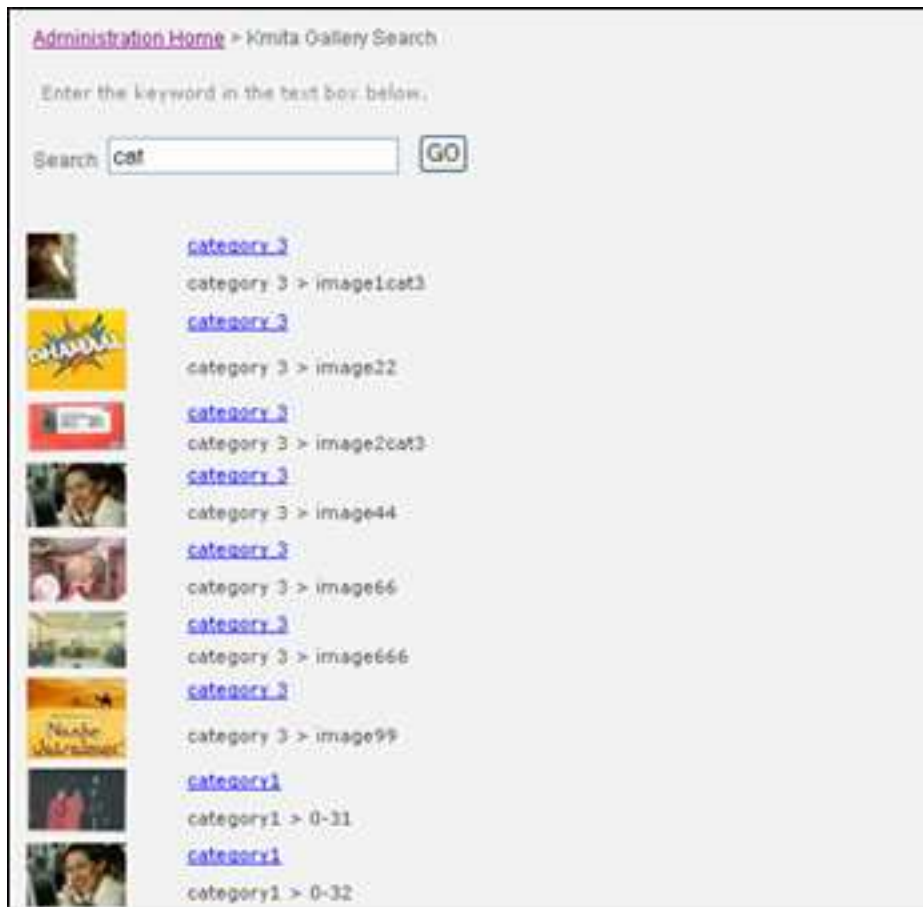 Administration Home > Kmita Gallery Search
Enter the keyword in the text box below.
Search cat GO
category 3
category 3 > image1cat3
DHAMAAL
category 3
category 3 > image22
category 3
category 3 > image2cat3
category 3
category 3 > image44
category 3
category 3 > image66
category 3
category 3 > image666
category 3
category 3 > image99
category1
category1 > 0-31
category1
category1 > 0-32